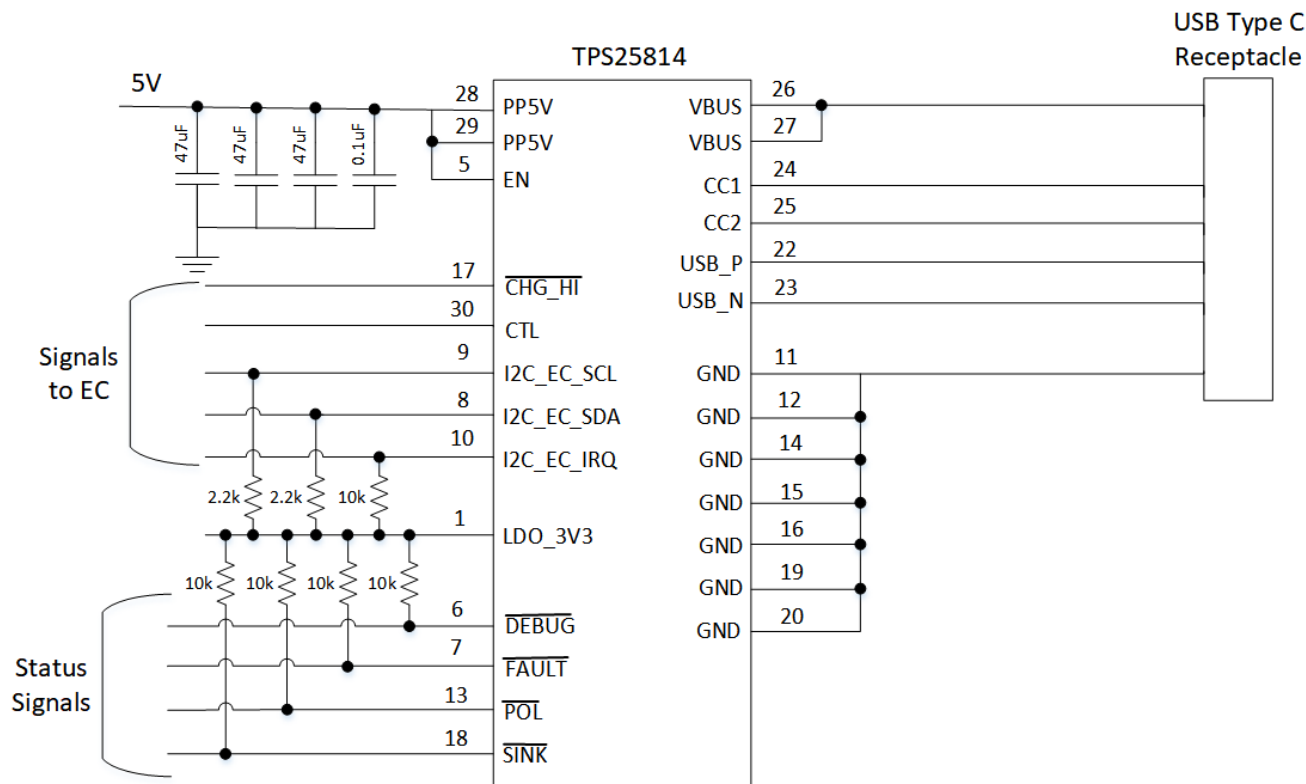 USB Type C
Receptacle
TPS25814
5V
47uF
47uF
47uF
0.1uF
28
PP5V
29
PP5V
5
EN
17
CHG_HI
30
CTL
9
I2C_EC_SCL
8
I2C_EC_SDA
10
I2C_EC_IRQ
Signals
to EC
2.2k
2.2k
10k
1
LDO_3V3
10k
10k
10k
10k
6
DEBUG
7
FAULT
13
POL
18
SINK
Status
Signals
VBUS
26
VBUS
27
CC1
24
CC2
25
USB_P
22
USB_N
23
GND
11
GND
12
GND
14
GND
15
GND
16
GND
19
GND
20